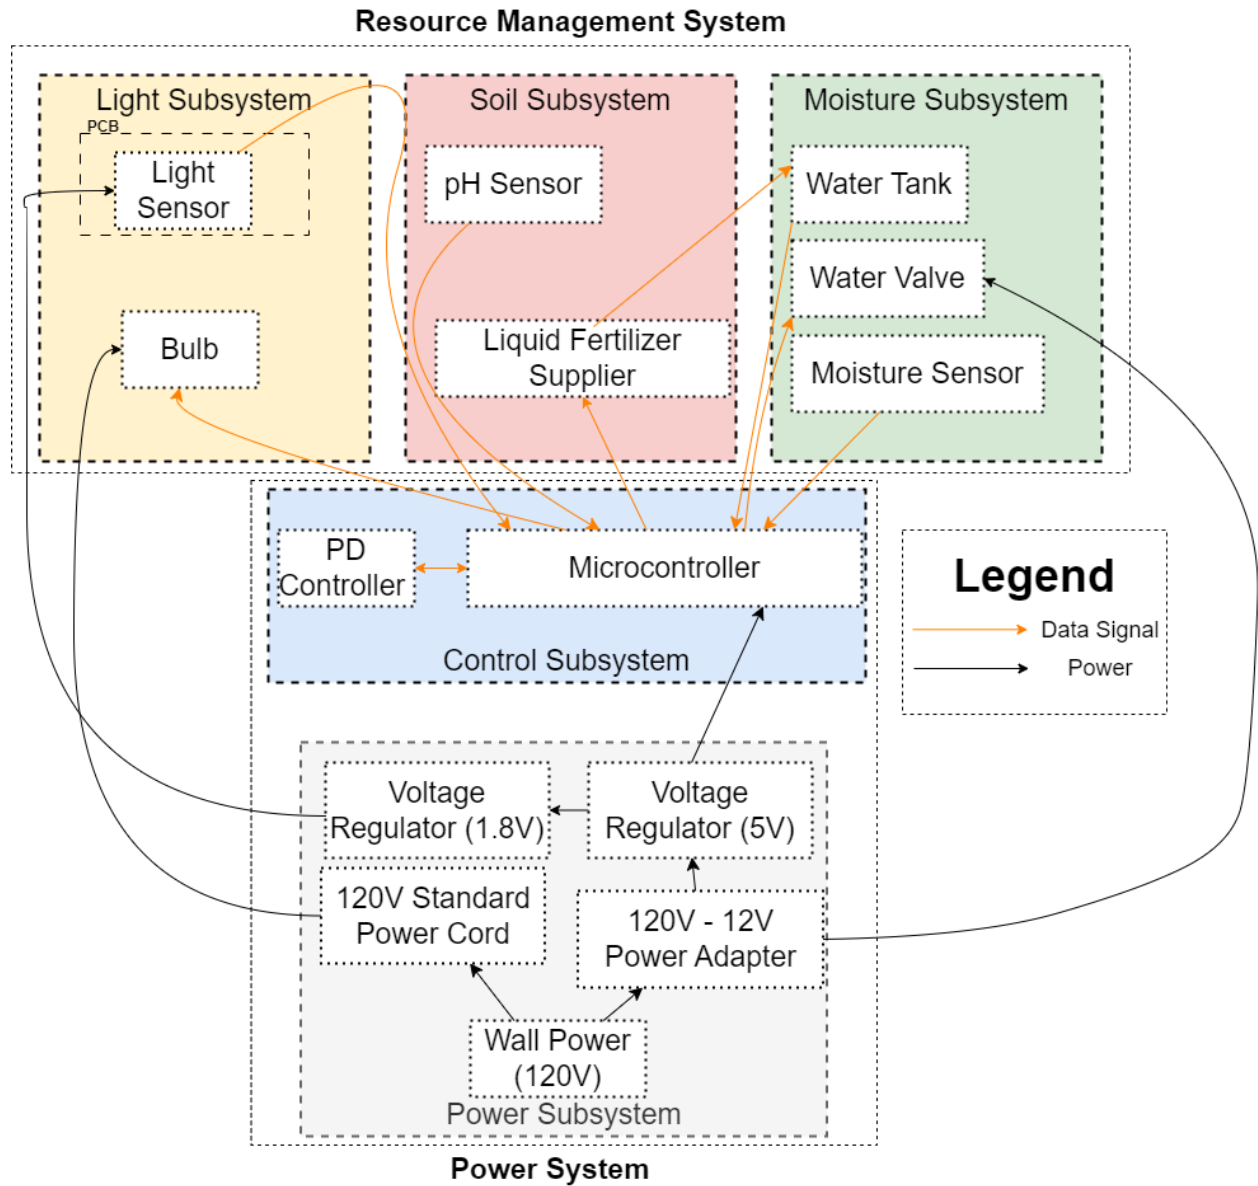 Resource Management System
Light Subsystem
PCB
Light
Sensor
Bulb
Soil Subsystem
pH Sensor
Liquid Fertilizer
Supplier
Moisture Subsystem
Water Tank
Water Valve
Moisture Sensor
PD
Controller
Microcontroller
Control Subsystem
Legend
Data Signal
Power
Voltage
Regulator (1.8V)
Voltage
Regulator (5V)
120V Standard
Power Cord
120V - 12V
Power Adapter
Wall Power
(120V)
Power Subsystem
Power System